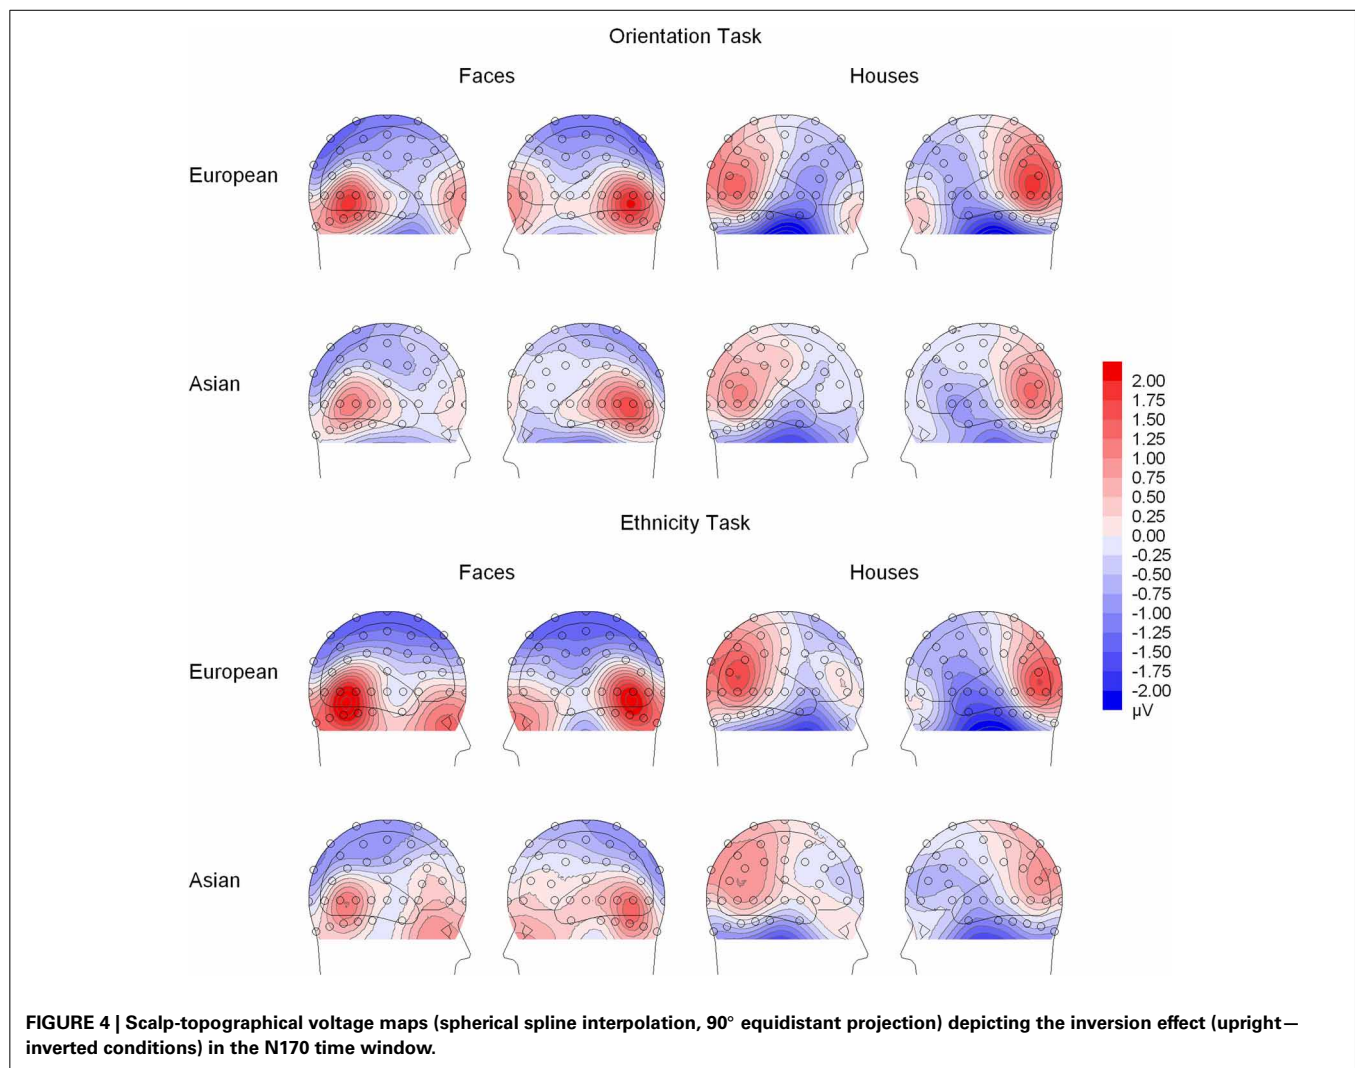 Orientation Task
Faces Houses
European
Asian
2.00
1.75
1.50
1.25
1.00
0.75
0.50
0.25
0.00
-0.25
-0.50
-0.75
-1.00
-1.25
-1.50
-1.75
-2.00
µV
Ethnicity Task
Faces Houses
European
Asian
FIGURE 4 | Scalp-topographical voltage maps (spherical spline interpolation, 90° equidistant projection) depicting the inversion effect (upright—
inverted conditions) in the N170 time window.